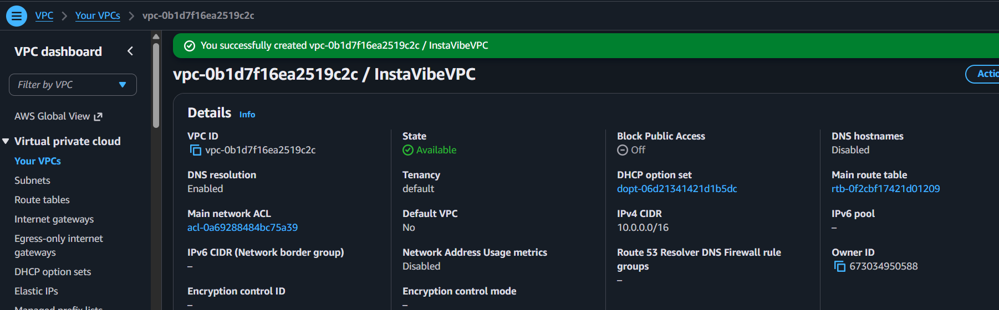 VPC > Your VPCs > vpc-0b1d7f16ea2519c2c
VPC dashboard
Filter by VPC
AWS Global View
Virtual private cloud
Your VPCs
Subnets
Route tables
Internet gateways
Egress-only internet
gateways
DHCP option sets
Elastic IPs
Managed prefix lists
You successfully created vpc-0b1d7f16ea2519c2c / InstaVibeVPC
vpc-0b1d7f16ea2519c2c / InstaVibeVPC
Actio
Details Info
VPC ID
vpc-0b1d7f16ea2519c2c
State
Available
Block Public Access
Off
DNS hostnames
Disabled
DNS resolution
Enabled
Tenancy
default
DHCP option set
dopt-06d21341421d1b5dc
Main route table
rtb-0f2cbf17421d01209
Main network ACL
acl-0a69288484bc75a39
Default VPC
No
IPv4 CIDR
10.0.0.0/16
IPv6 pool
–
IPv6 CIDR (Network border group)
–
Network Address Usage metrics
Disabled
Route 53 Resolver DNS Firewall rule
groups
–
Owner ID
673034950588
Encryption control ID
–
Encryption control mode
–